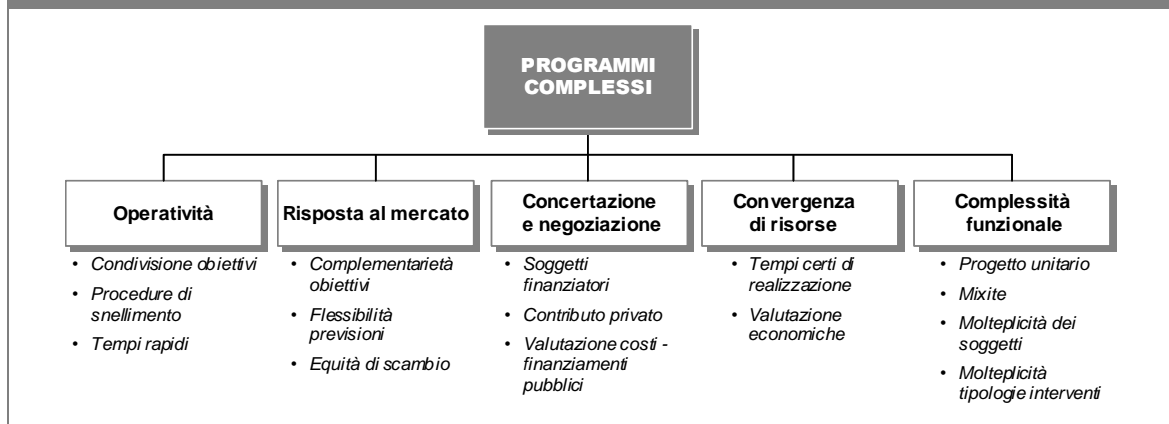 PROGRAMMI
COMPLESSI
Operatività
• Condivisione obiettivi
• Procedure di
snellimento
• Tempi rapidi
Risposta al mercato
• Complementarietà
obiettivi
• Flessibilità
previsioni
• Equità di scambio
Concertazione
e negoziazione
• Soggetti
finanziatori
• Contributo privato
• Valutazione costi -
finanziamenti
pubblici
Convergenza
di risorse
• Tempi certi di
realizzazione
• Valutazione
economiche
Complessità
funzionale
• Progetto unitario
• Mixite
• Molteplicità dei
soggetti
• Molteplicità
tipologie interventi